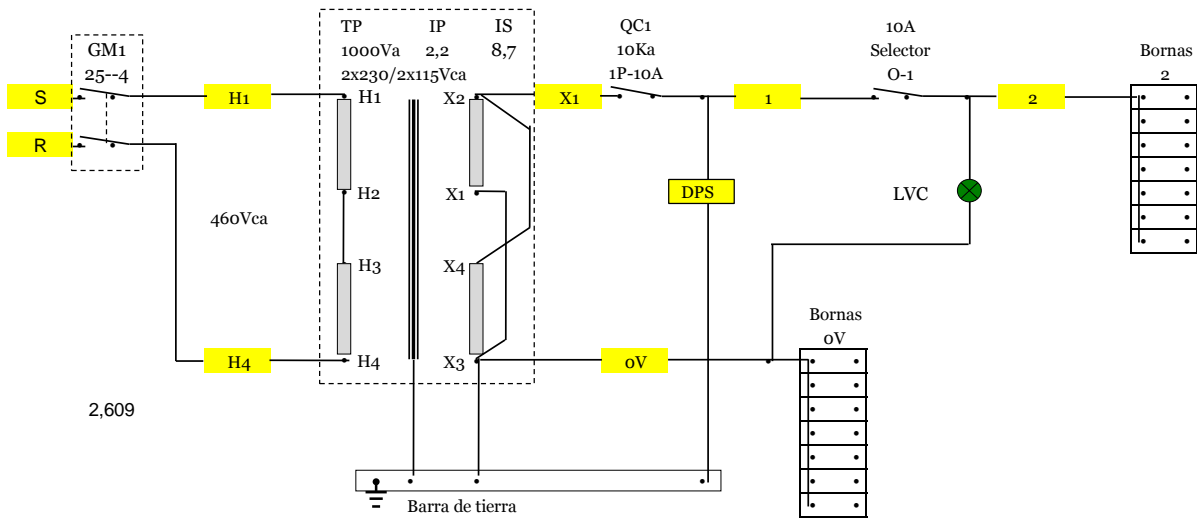 TP IP IS
1000Va 2,2 8,7
2x230/2x115Vca
GM1
25--4
QC1
10Ka
1P-10A
10A
Selector
O-1
Bornas
2
S
H1
H1
X2
X1
1
2
R
H2
X1
DPS
LVC
460Vca
H3
X4
Bornas
0V
H4
H4
X3
0V
2,609
Barra de tierra